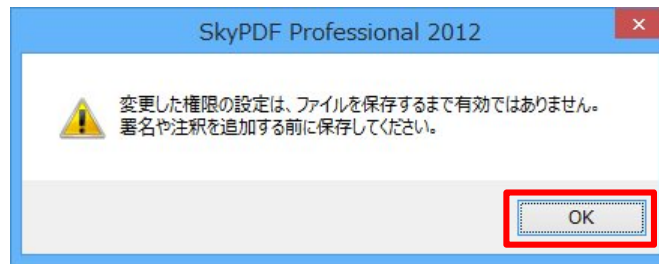 SkyPDF Professional 2012
変更した権限の設定は、ファイルを保存するまで有効ではありません。
署名や注釈を追加する前に保存してください。
OK